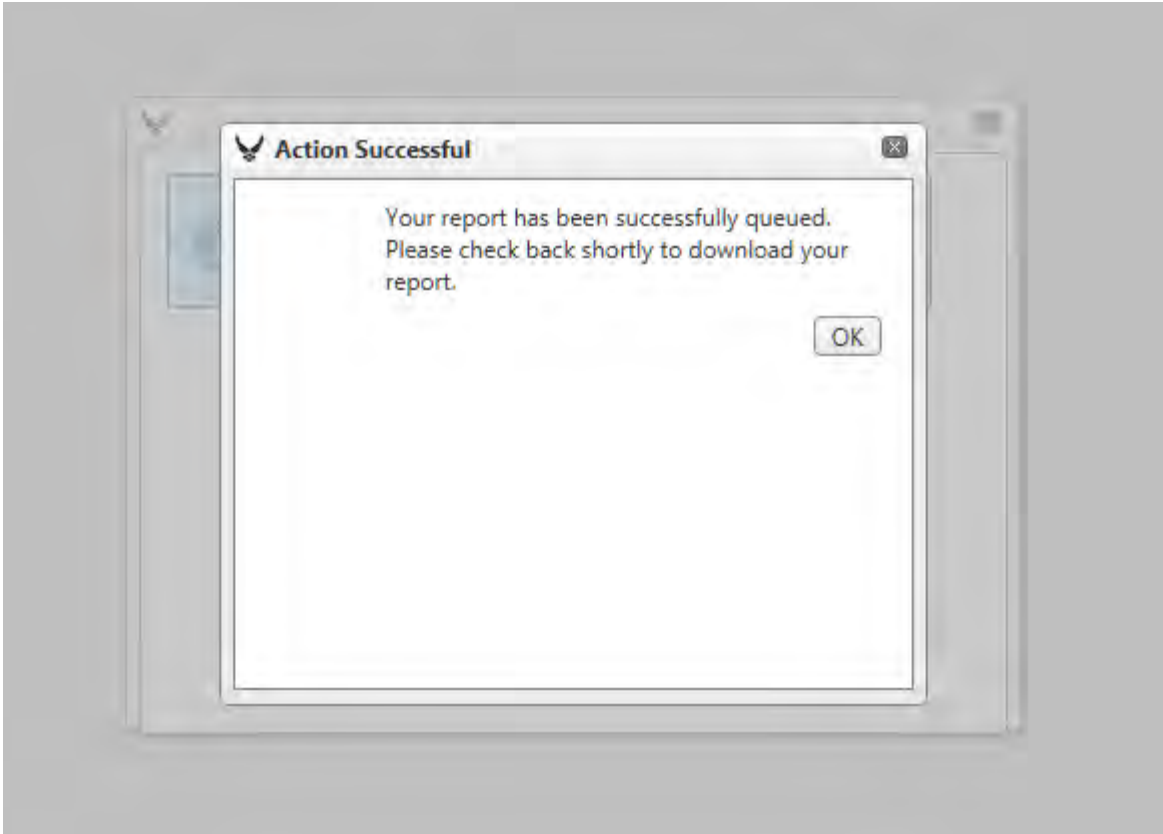 Action Successful
Your report has been successfully queued.
Please check back shortly to download your
report.
OK